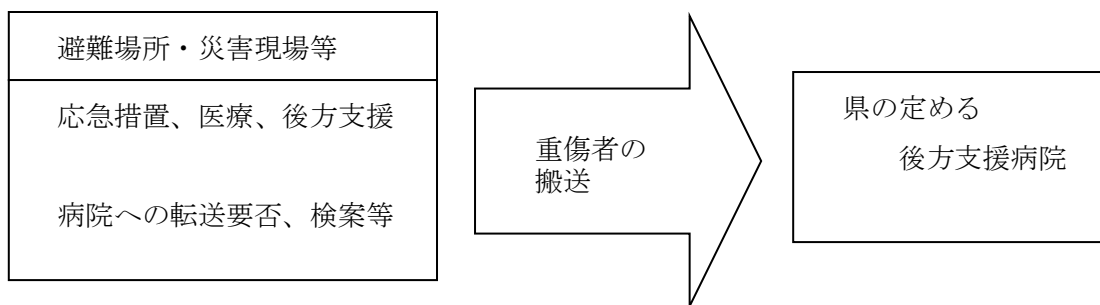 避難場所・災害現場等
応急措置、医療、後方支援
病院への転送要否、検案等
重傷者の
搬送
県の定める
後方支援病院